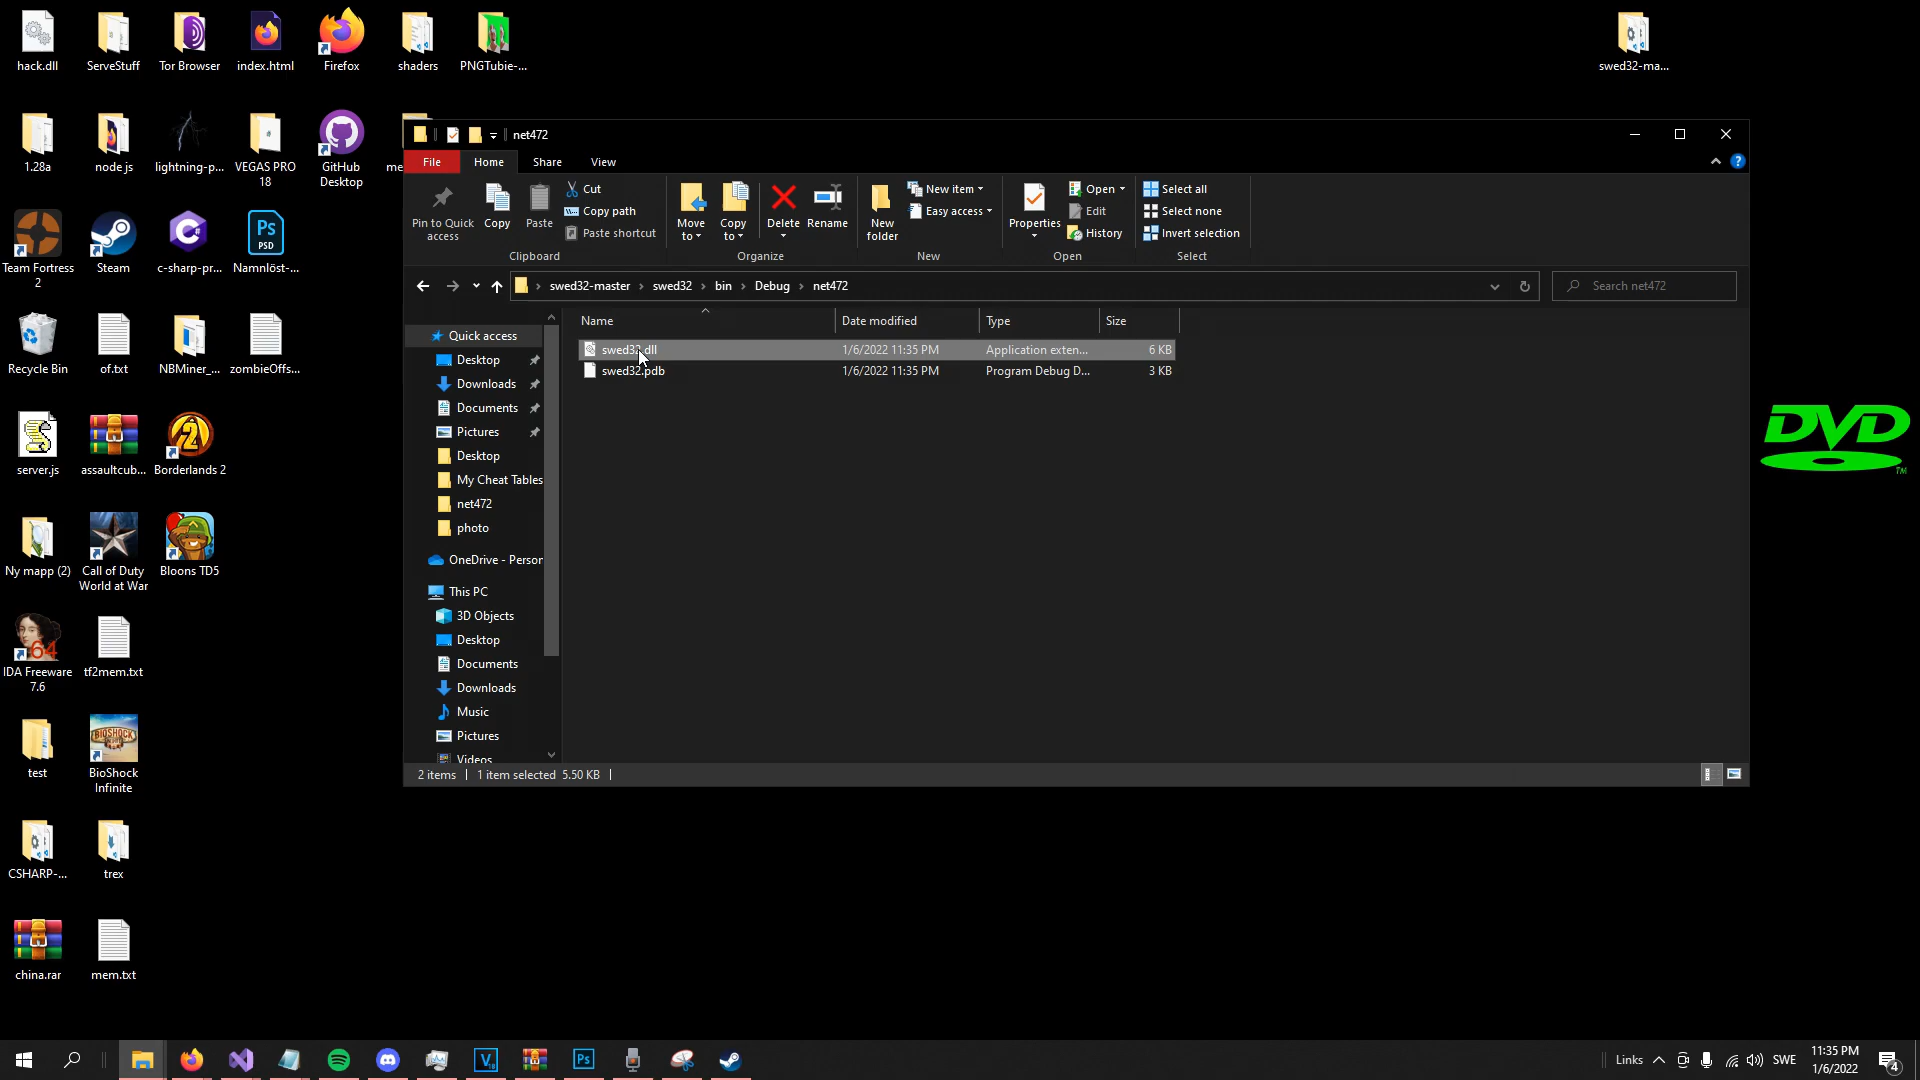 hack.dll
ServeStuff
Tor Browser
index.html
Firefox
shaders
PNGTubie-...
swed32-ma...
1.28a
node js
lightning-p...
VEGAS PRO
18
GitHub
Desktop
me
Team Fortress
2
Steam
c-sharp-pr...
PSD
Namnlöst-...
Recycle Bin
of.txt
NBMiner_...
zombieOffs...
server.js
assaultcub...
Borderlands 2
Ny mapp (2)
Call of Duty
World at War
Bloons TD5
IDA Freeware
7.6
tf2mem.txt
test
BioShock
Infinite
CSHARP-...
trex
china.rar
mem.txt
net472
File
Home
Share
View
Pin to Quick
access
Copy
Paste
Cut
Copy path
Paste shortcut
Clipboard
Move
to
Copy
to
Delete
Rename
Organize
New
folder
New item
Easy access
New
Properties
Open
Edit
History
Open
Select all
Select none
Invert selection
Select
swed32-master › swed32 › bin › Debug › net472
Search net472
Name
Date modified
Type
Size
swed32.dll
1/6/2022 11:35 PM
Application exten...
6 KB
swed32.pdb
1/6/2022 11:35 PM
Program Debug D...
3 KB
Quick access
Desktop
Downloads
Documents
Pictures
Desktop
My Cheat Tables
net472
photo
OneDrive - Person
This PC
3D Objects
Desktop
Documents
Downloads
Music
Pictures
Videos
2 items
1 item selected 5.50 KB
DVD
TM
Links
SWE
11:35 PM
1/6/2022
4